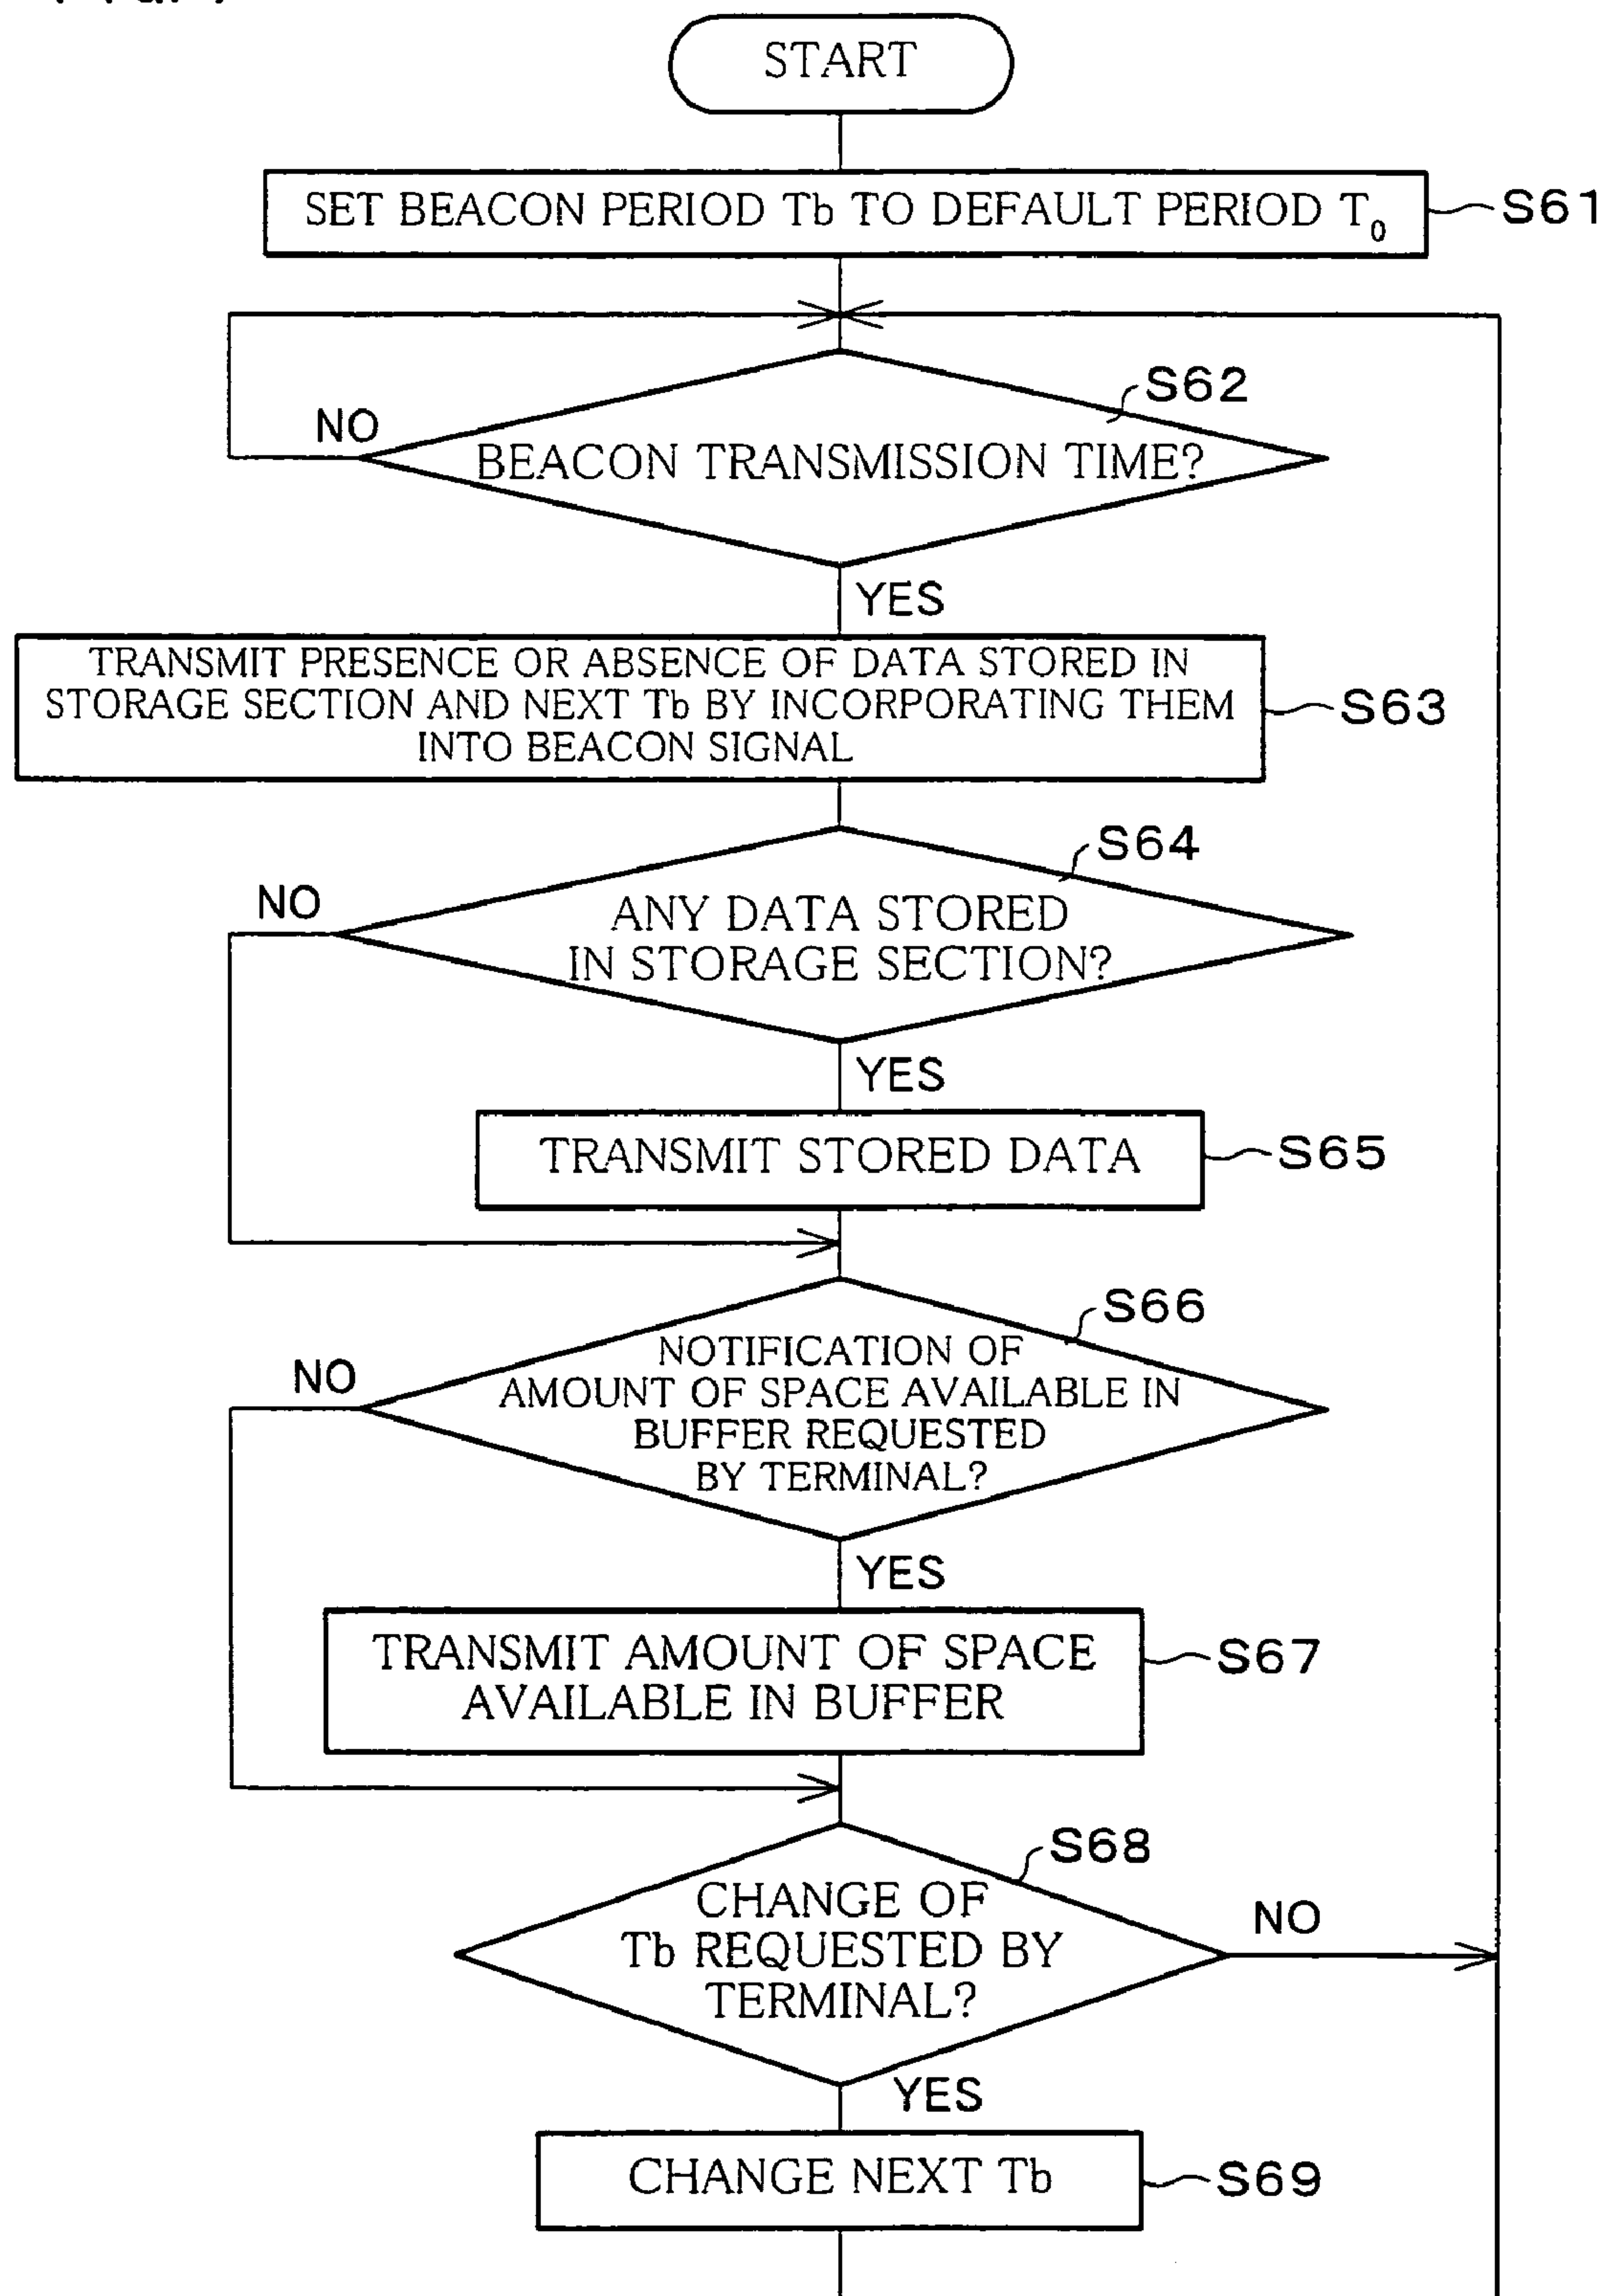 START
SET BEACON PERIOD Tb TO DEFAULT PERIOD T0
S61
S62
NO
BEACON TRANSMISSION TIME?
YES
TRANSMIT PRESENCE OR ABSENCE OF DATA STORED IN
STORAGE SECTION AND NEXT Tb BY INCORPORATING THEM
INTO BEACON SIGNAL
S63
S64
NO
ANY DATA STORED
IN STORAGE SECTION?
YES
TRANSMIT STORED DATA
S65
S66
NO
NOTIFICATION OF
AMOUNT OF SPACE AVAILABLE IN
BUFFER REQUESTED
BY TERMINAL?
YES
TRANSMIT AMOUNT OF SPACE
AVAILABLE IN BUFFER
S67
S68
CHANGE OF
Tb REQUESTED BY
TERMINAL?
NO
YES
CHANGE NEXT Tb
S69